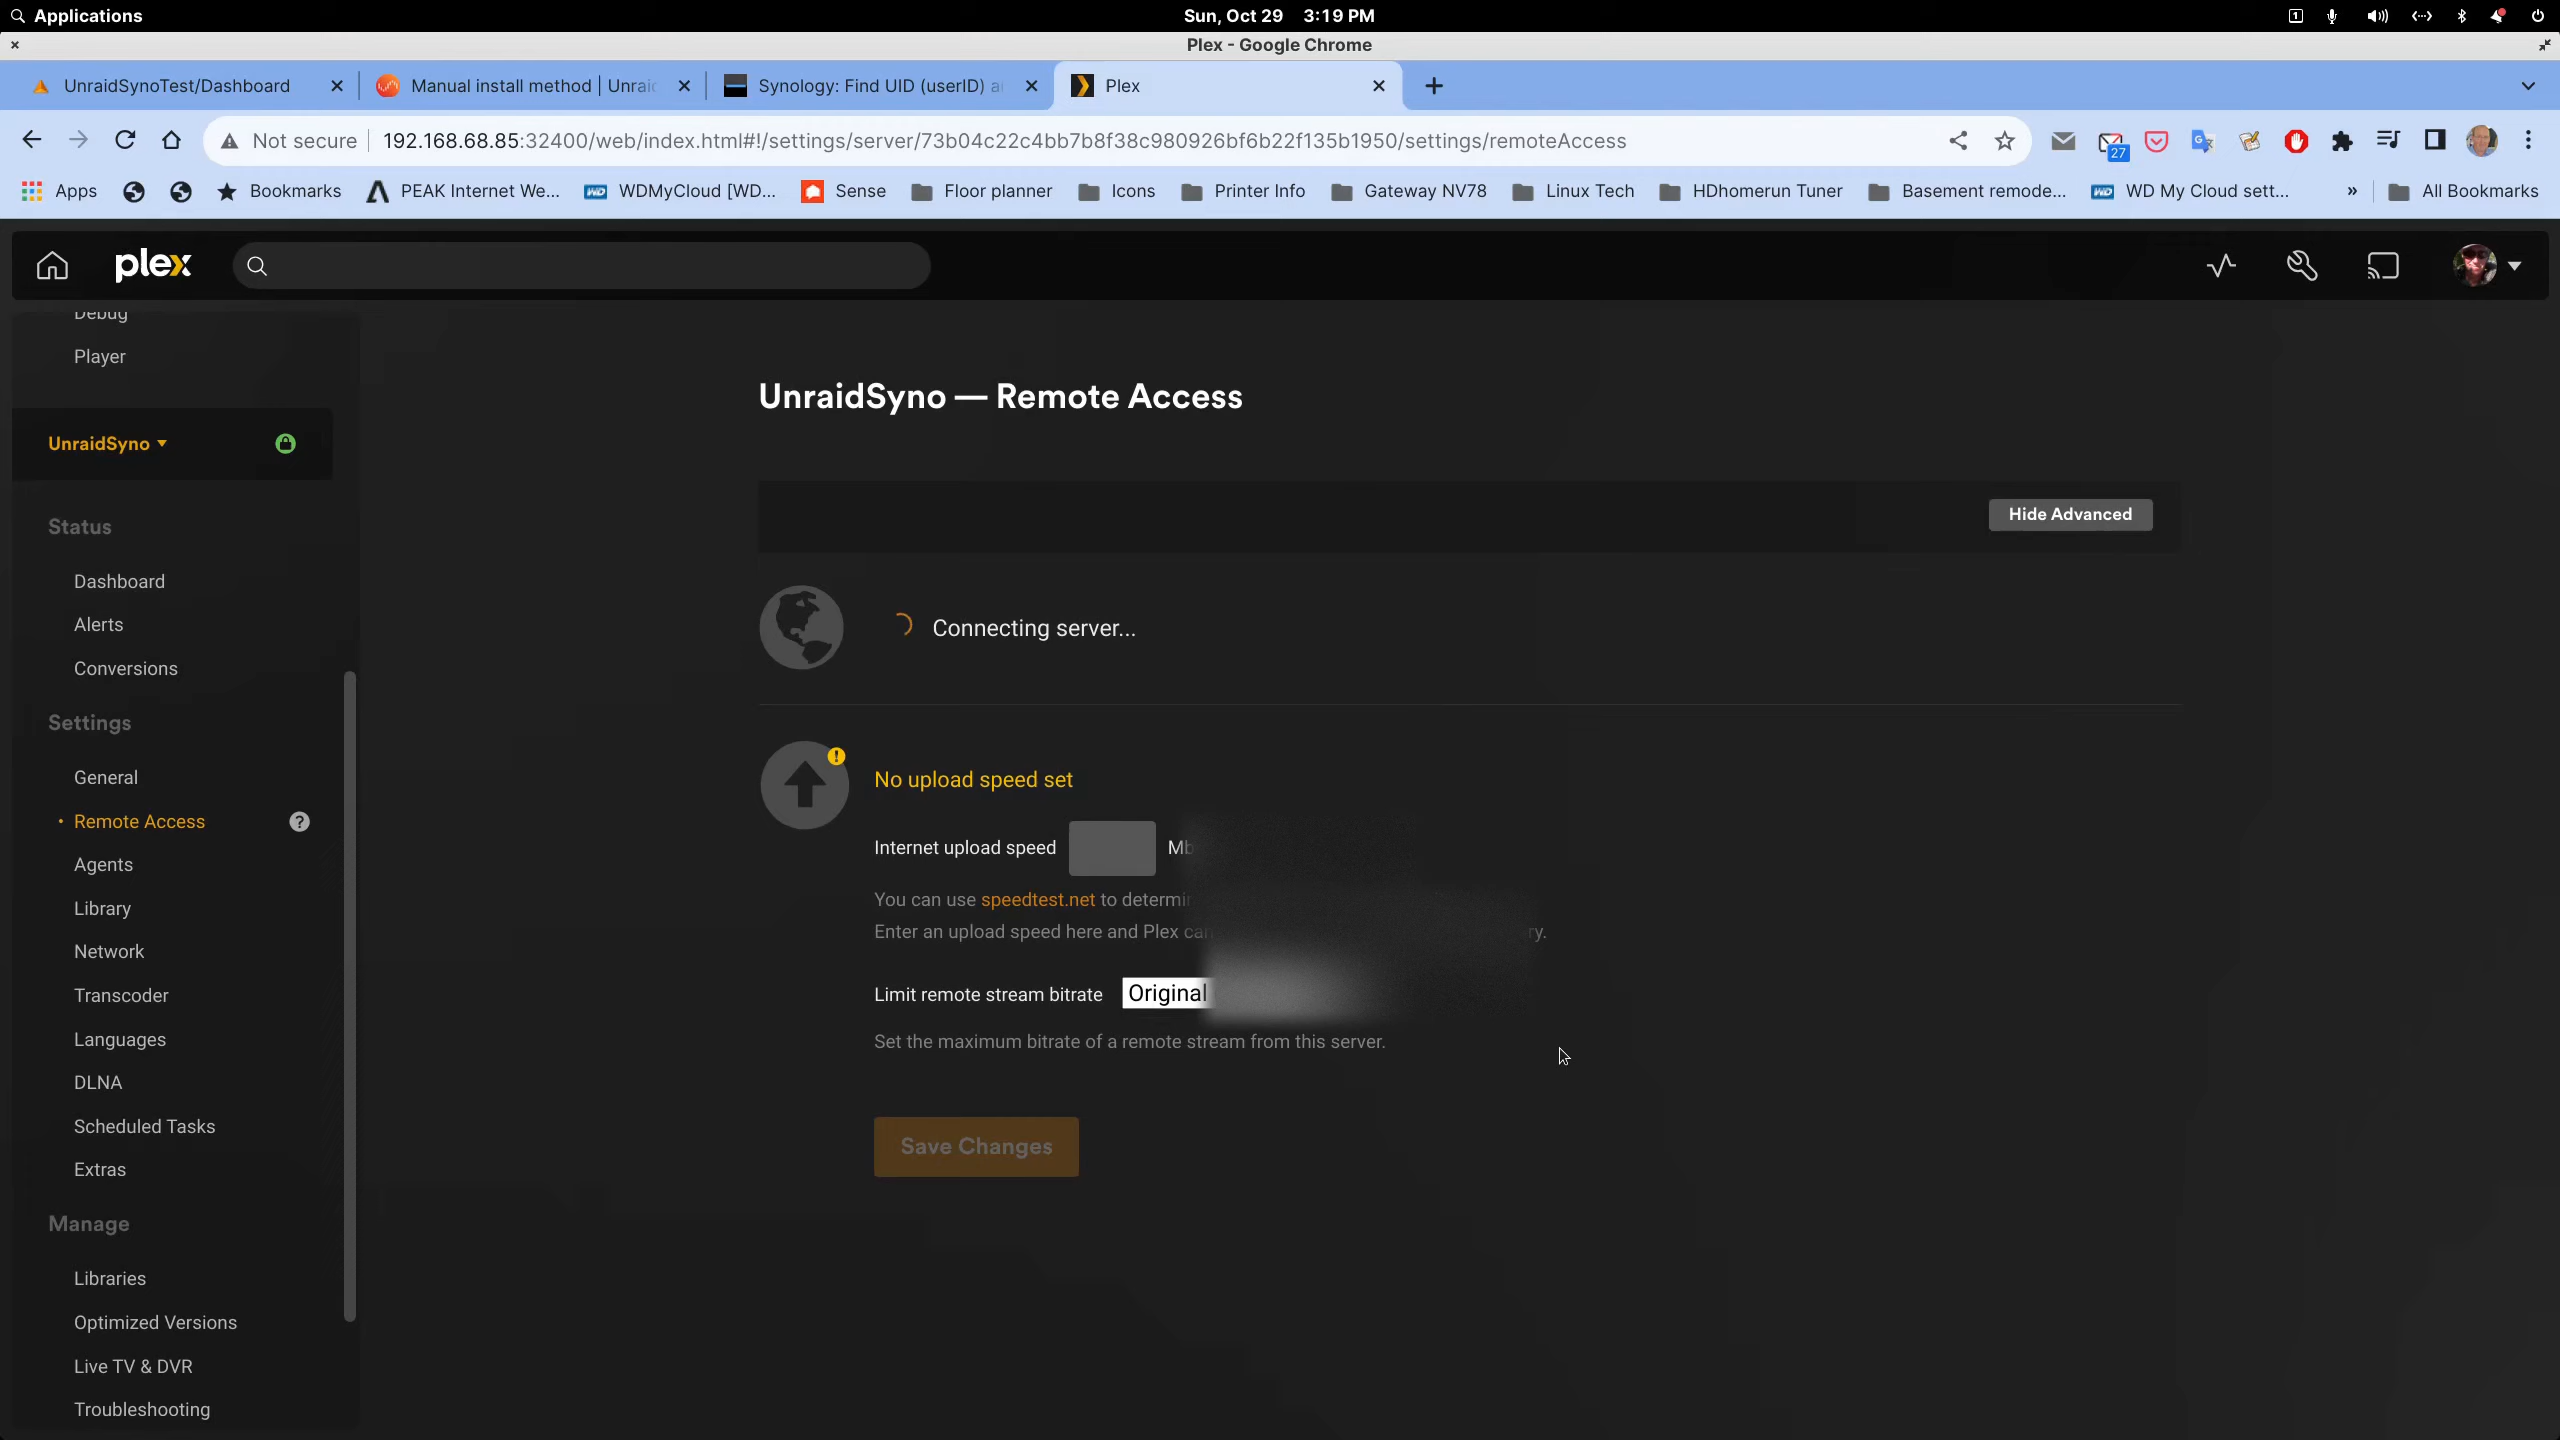 Applications
Sun, Oct 29 3:19 PM
1
Plex - Google Chrome
UnraidSynoTest/Dashboard
Manual install method | Unraid
Synology: Find UID (userID) a
Plex
Not secure
192.168.68.85:32400/web/index.html#!/settings/server/73b04c22c4bb7b8f38c980926bf6b22f135b1950/settings/remoteAccess
27
Apps
Bookmarks
PEAK Internet We...
WDMyCloud [WD...
Sense
Floor planner
Icons
Printer Info
Gateway NV78
Linux Tech
HDhomerun Tuner
Basement remode...
WD My Cloud sett...
»
All Bookmarks
plex
Debug
Player
UnraidSyno
Status
Dashboard
Alerts
Conversions
Settings
General
Remote Access
?
Agents
Library
Network
Transcoder
Languages
DLNA
Scheduled Tasks
Extras
Manage
Libraries
Optimized Versions
Live TV & DVR
Troubleshooting
UnraidSyno — Remote Access
Hide Advanced
Connecting server...
No upload speed set
Internet upload speed Mb
You can use speedtest.net to
Enter an upload speed here and Plex can
Limit remote stream bitrate Original
Set the maximum bitrate of a remote stream from this server.
Save Changes